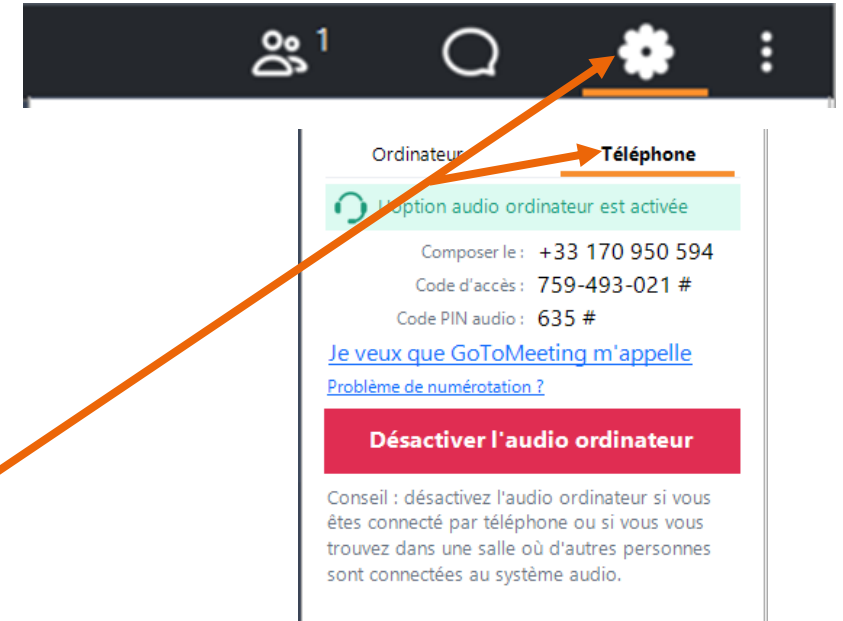 1
Ordinateur Téléphone
L'option audio ordinateur est activée
Composer le : +33 170 950 594
Code d'accès : 759-493-021 #
Code PIN audio : 635 #
Je veux que GoToMeeting m'appelle
Problème de numérotation ?
Désactiver l'audio ordinateur
Conseil : désactivez l'audio ordinateur si vous
êtes connecté par téléphone ou si vous vous
trouvez dans une salle où d'autres personnes
sont connectées au système audio.